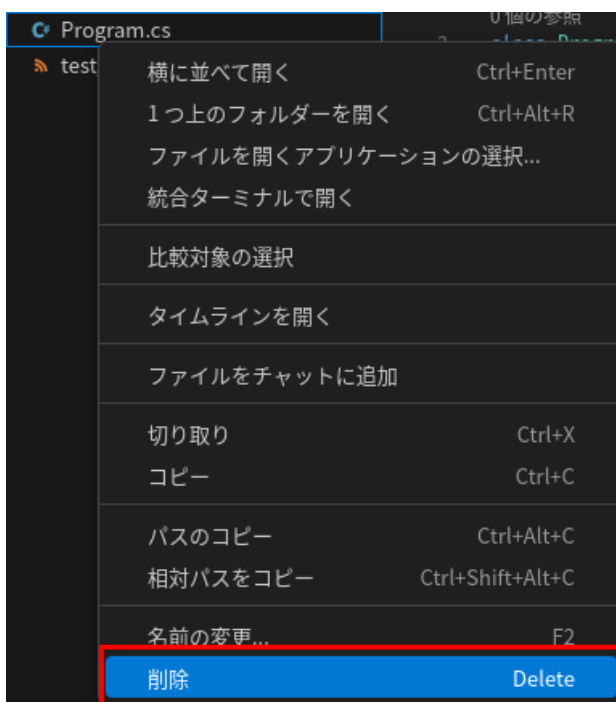 0 個の参照
Program.cs
test
横に並べて開く Ctrl+Enter
1 つ上のフォルダーを開く Ctrl+Alt+R
ファイルを開くアプリケーションの選択...
統合ターミナルで開く
比較対象の選択
タイムラインを開く
ファイルをチャットに追加
切り取り Ctrl+X
コピー Ctrl+C
パスのコピー Ctrl+Alt+C
相対パスをコピー Ctrl+Shift+Alt+C
名前の変更... F2
削除 Delete